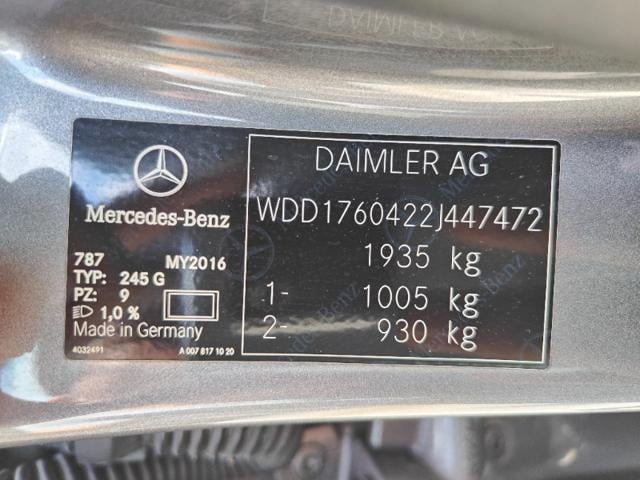 DAIMLER AG
Mercedes-Benz
WDD1760422J447472
1935 kg
1- 1005 kg
2- 930 kg
787 MY2016
TYP: 245 G
PZ: 9
1,0 %
Made in Germany
4032491 A 007 817 10 20